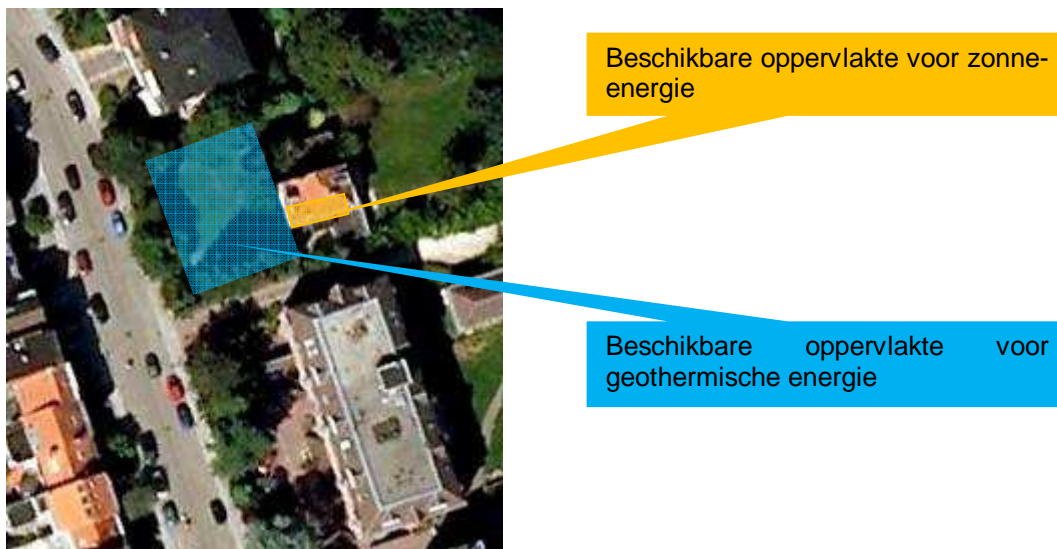 Beschikbare oppervlakte voor zonne-
energie
Beschikbare oppervlakte voor
geothermische energie